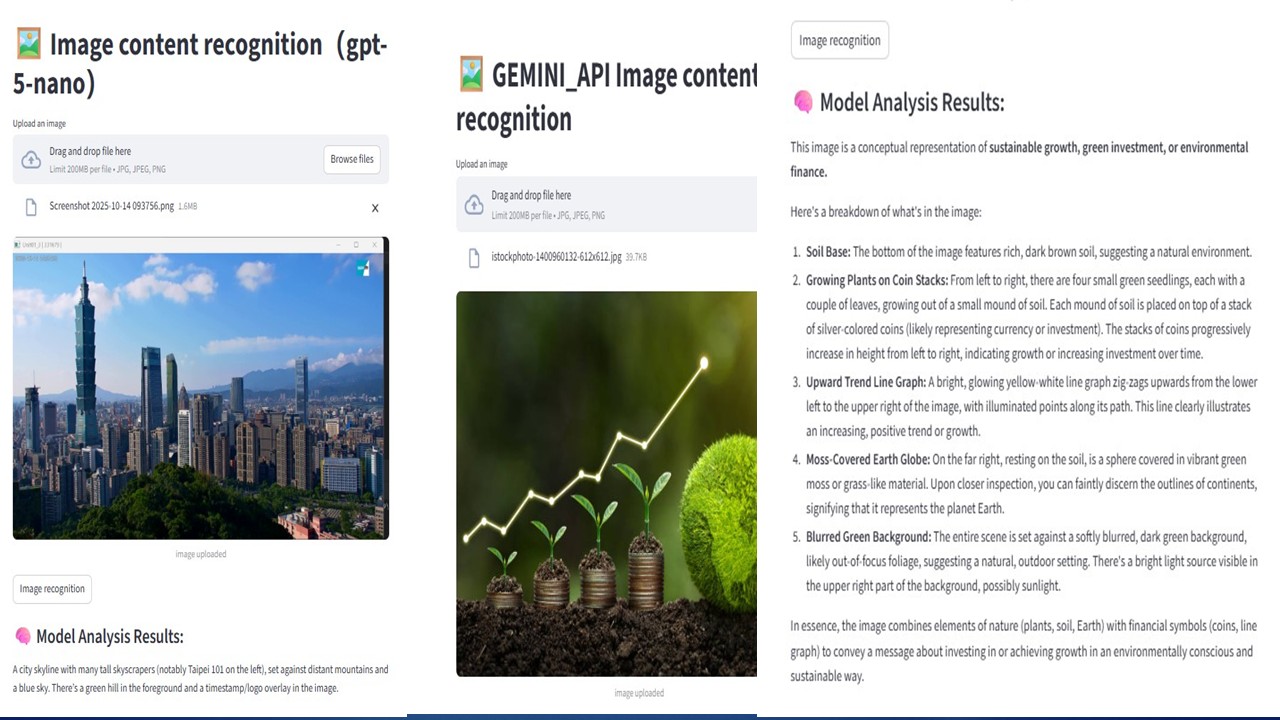 Image content recognition（gpt-
5-nano）
Upload an image
Drag and drop file here
Limit 200MB per file • JPG, JPEG, PNG
Browse files
Screenshot 2025-10-14 093756.png 1.6MB
X
image uploaded
Image recognition
Model Analysis Results:
A city skyline with many tall skyscrapers (notably Taipei 101 on the left), set against distant mountains and
a blue sky. There's a green hill in the foreground and a timestamp/logo overlay in the image.
GEMINI_API Image content
recognition
Upload an image
Drag and drop file here
Limit 200MB per file • JPG, JPEG, PNG
istockphoto-1400960132-612x612.jpg 39.7KB
image uploaded
Image recognition
Model Analysis Results:
This image is a conceptual representation of sustainable growth, green investment, or environmental
finance.
Here's a breakdown of what's in the image:
1. Soil Base: The bottom of the image features rich, dark brown soil, suggesting a natural environment.
2. Growing Plants on Coin Stacks: From left to right, there are four small green seedlings, each with a
couple of leaves, growing out of a small mound of soil. Each mound of soil is placed on top of a stack
of silver-colored coins (likely representing currency or investment). The stacks of coins progressively
increase in height from left to right, indicating growth or increasing investment over time.
3. Upward Trend Line Graph: A bright, glowing yellow-white line graph zig-zags upwards from the lower
left to the upper right of the image, with illuminated points along its path. This line clearly illustrates
an increasing, positive trend or growth.
4. Moss-Covered Earth Globe: On the far right, resting on the soil, is a sphere covered in vibrant green
moss or grass-like material. Upon closer inspection, you can faintly discern the outlines of continents,
signifying that it represents the planet Earth.
5. Blurred Green Background: The entire scene is set against a softly blurred, dark green background,
likely out-of-focus foliage, suggesting a natural, outdoor setting. There's a bright light source visible in
the upper right part of the background, possibly sunlight.
In essence, the image combines elements of nature (plants, soil, Earth) with financial symbols (coins, line
graph) to convey a message about investing in or achieving growth in an environmentally conscious and
sustainable way.